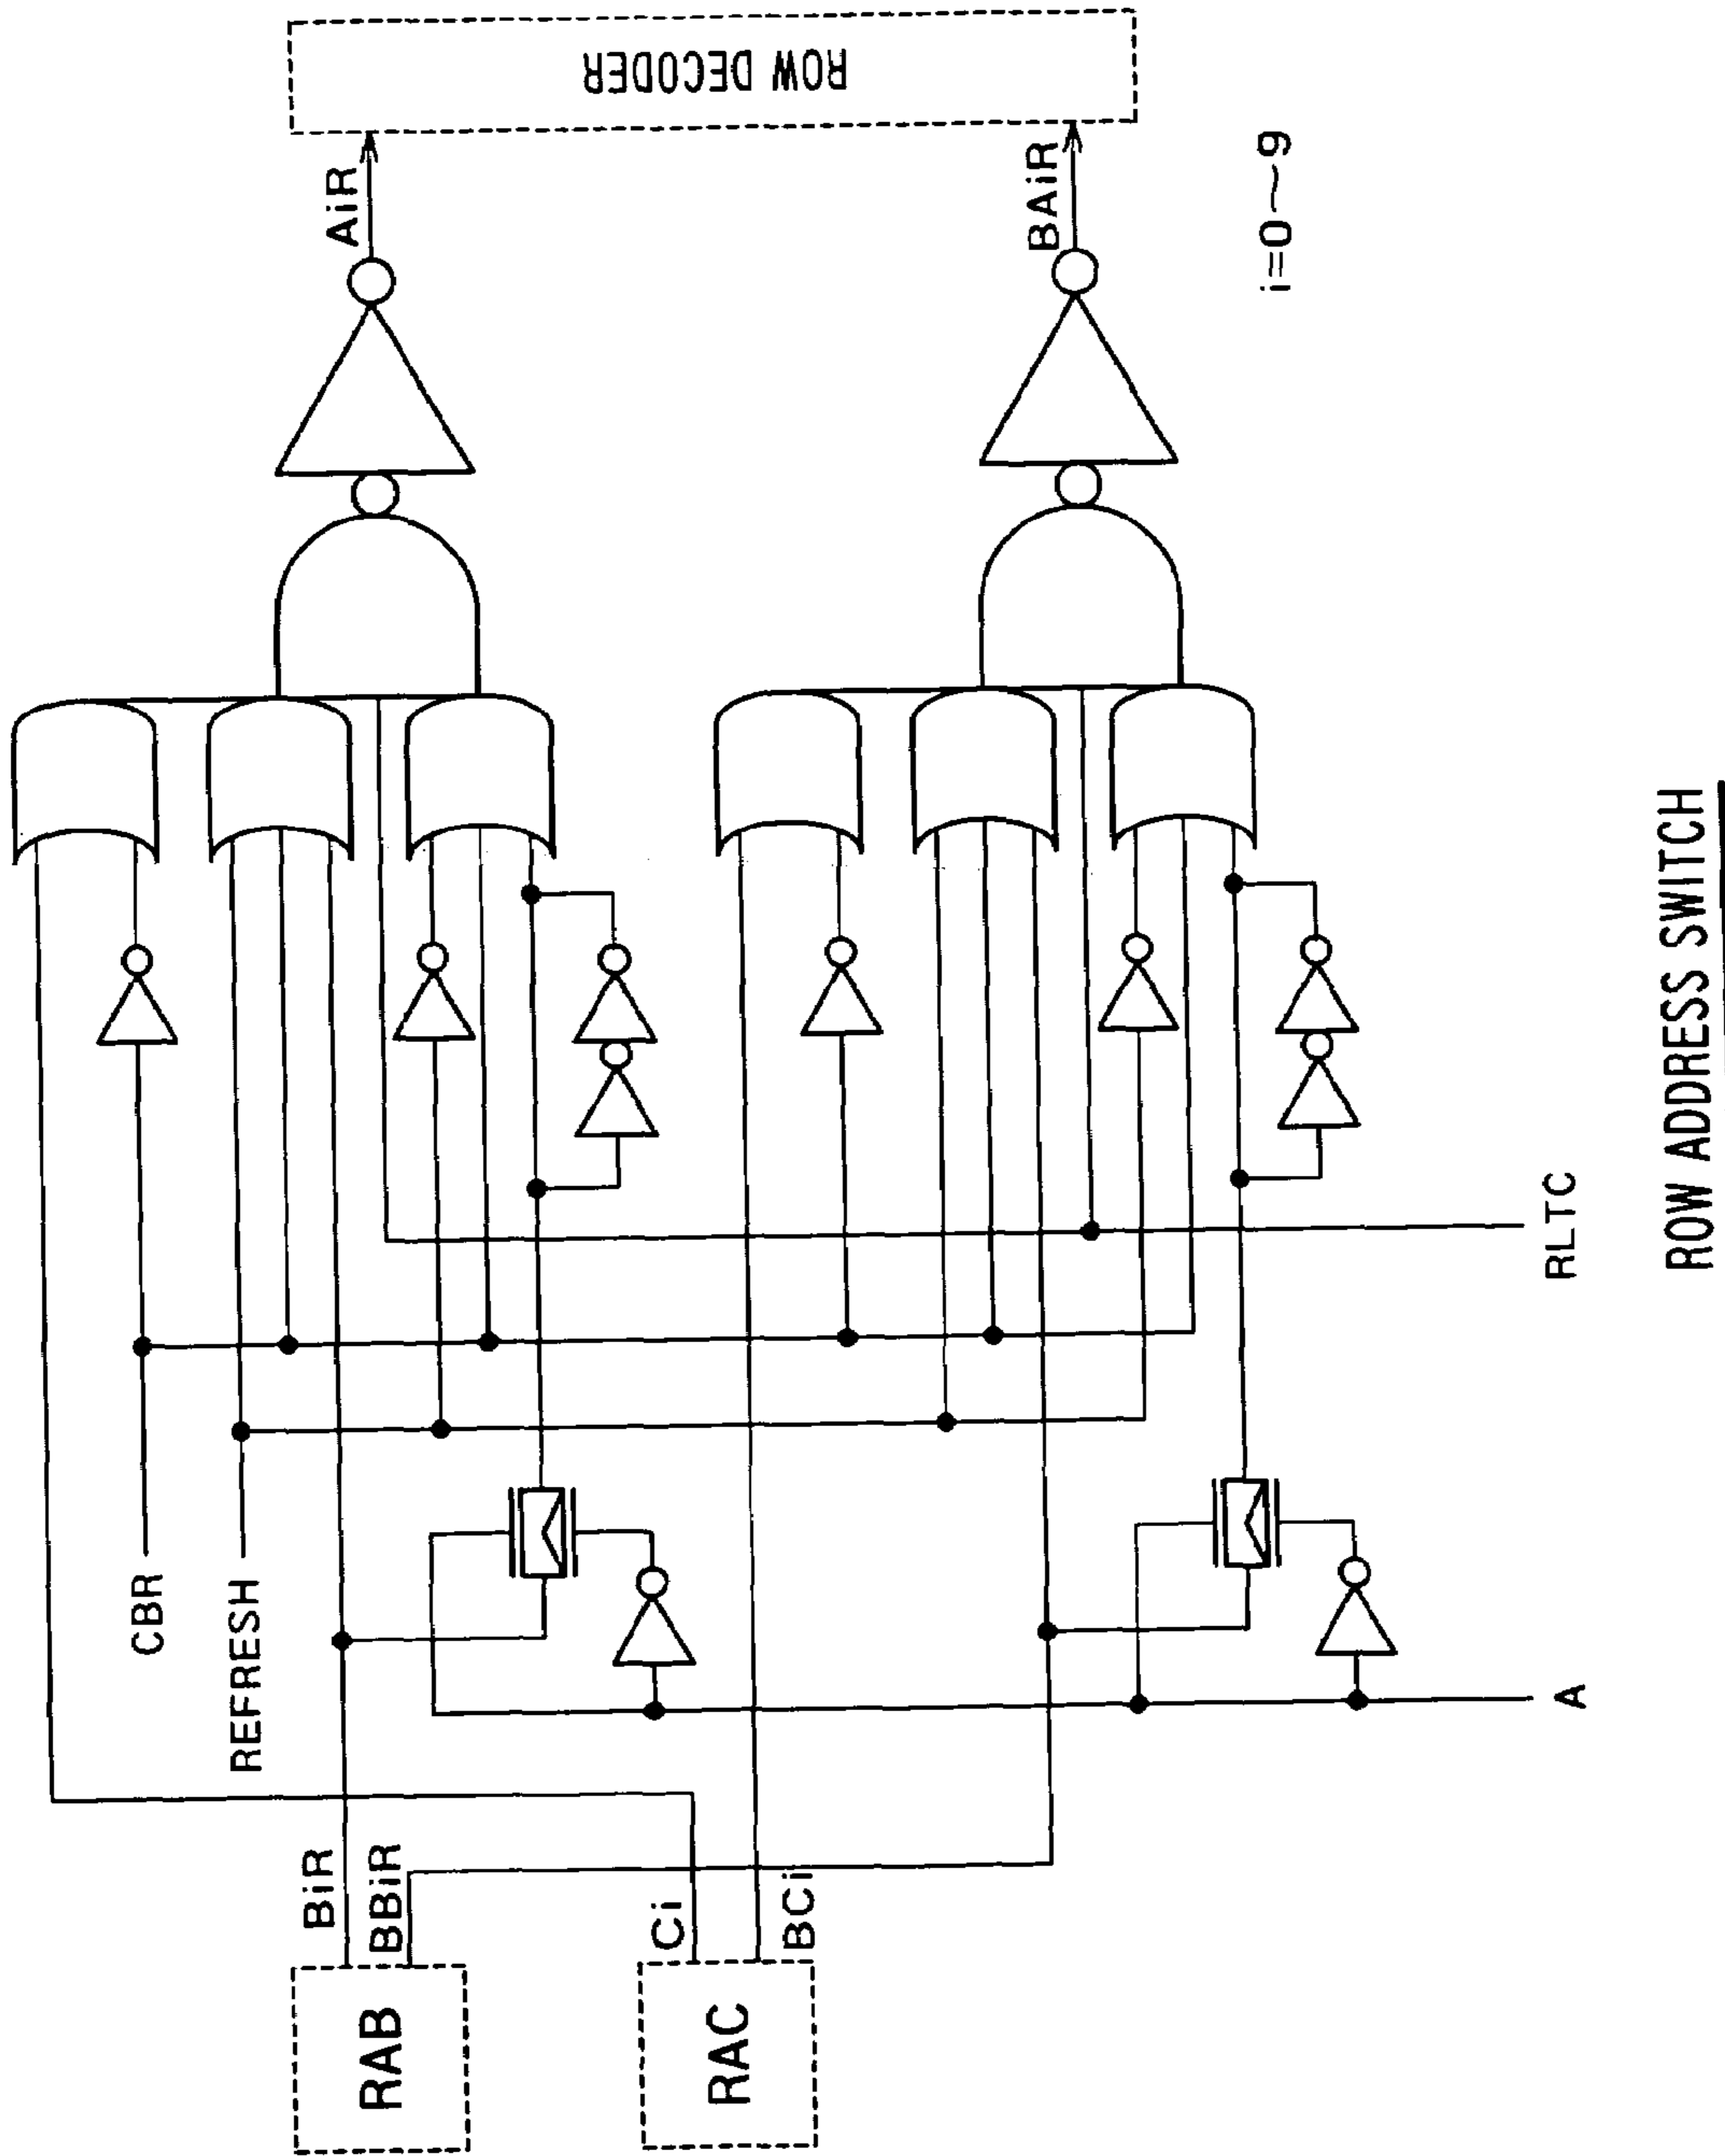 RAB
BiR
BBiR
RAC
Ci
BCi
CBR
REFRESH
A
RLTC
AiR
BAiR
ROW DECODER
i=0~9
ROW ADDRESS SWITCH